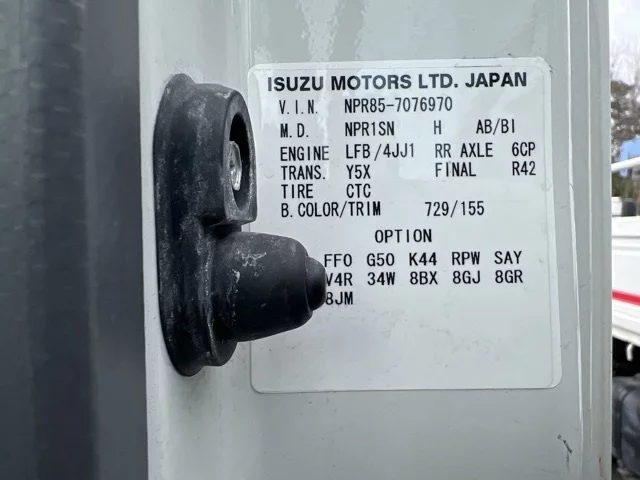 ISUZU MOTORS LTD. JAPAN
V.I.N. NPR85-7076970
M.D. NPR1SN H AB/BI
ENGINE LFB/4JJ1 RR AXLE 6CP
TRANS. Y5X FINAL R42
TIRE CTC
B.COLOR/TRIM 729/155
OPTION
FF0 G50 K44 RPW SAY
V4R 34W 8BX 8GJ 8GR
8JM